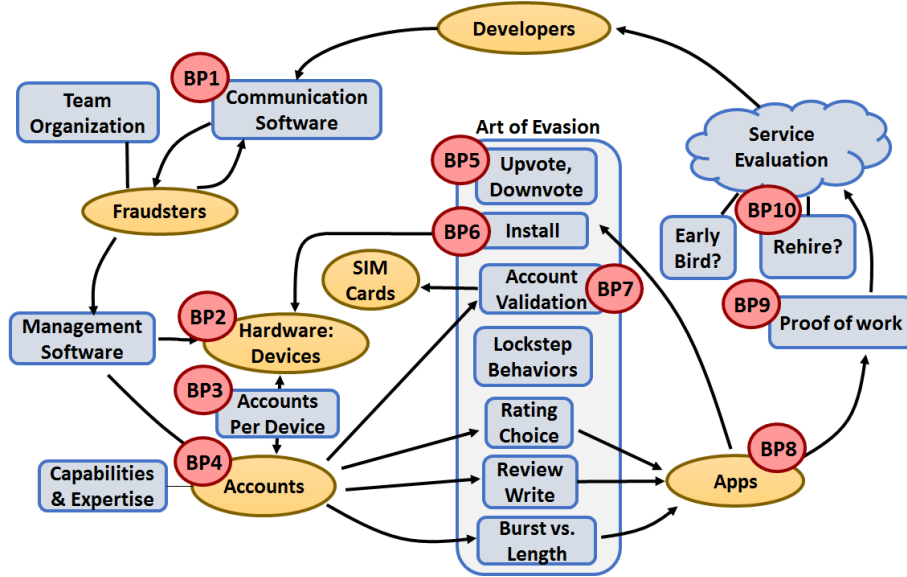 Developers
BP1
Team
Organization
Communication
Software
Art of Evasion
Service
Evaluation
BP5
Upvote,
Downvote
Fraudsters
BP10
BP6
Install
Early
Bird?
Rehire?
SIM
Cards
Account
Validation
BP7
BP9
Proof of work
Management
Software
BP2
Hardware:
Devices
Lockstep
Behaviors
BP3
Accounts
Per Device
Rating
Choice
BP4
BP8
Capabilities
& Expertise
Accounts
Review
Write
Apps
Burst vs.
Length